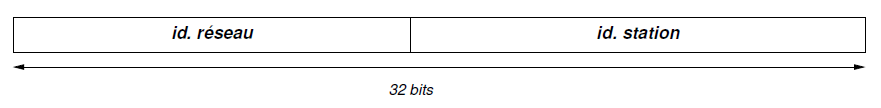 id. réseau id. station
32 bits